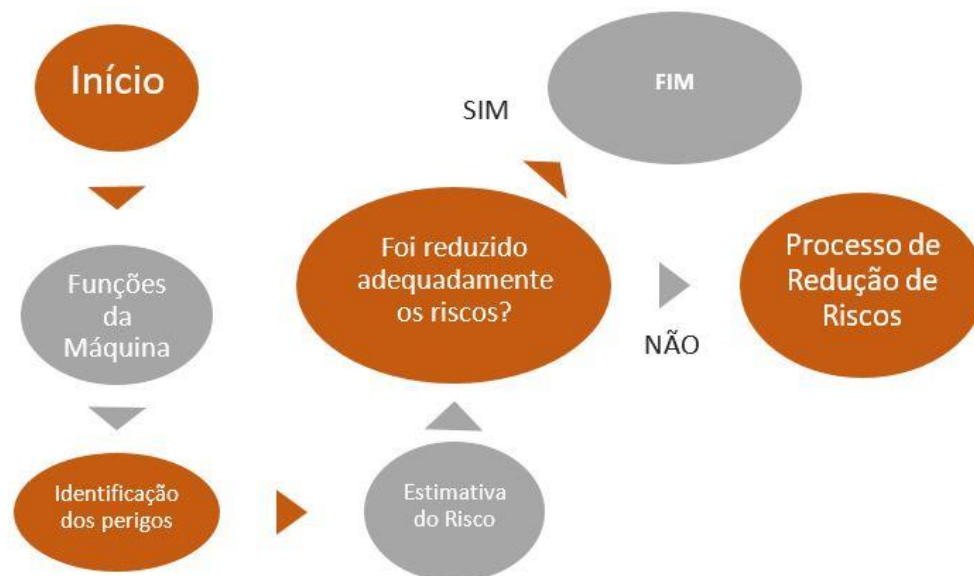 Início
Funções
da
Máquina
Identificação
dos perigos
Estimativa
do Risco
Foi reduzido
adequadamente
os riscos?
SIM
FIM
NÃO
Processo de
Redução de
Riscos